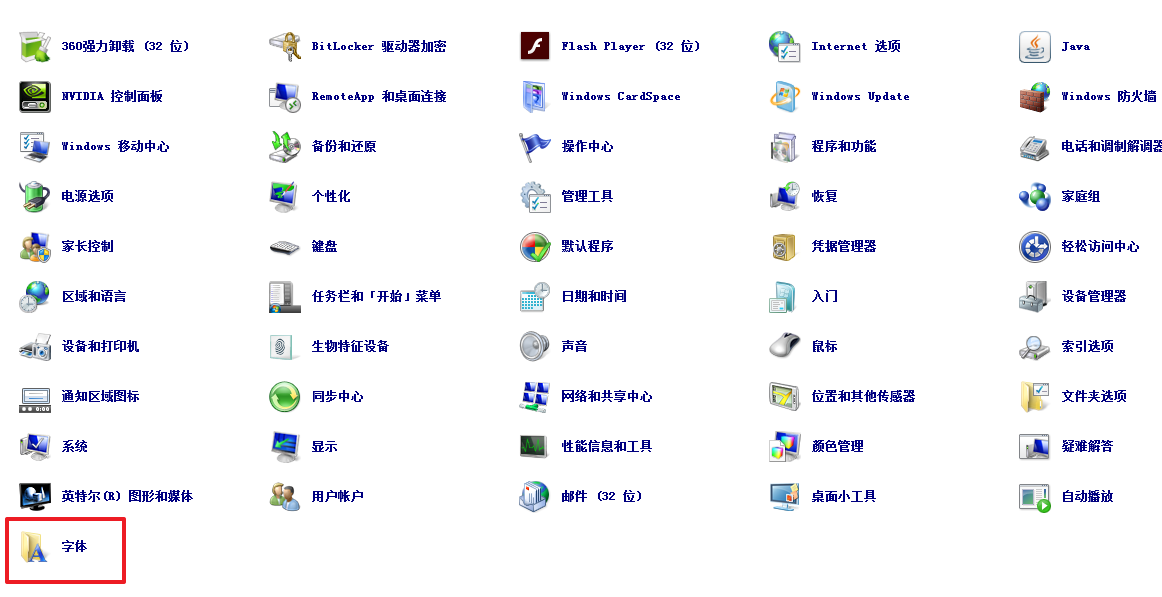 360强力卸载 (32 位)
BitLocker 驱动器加密
Flash Player (32 位)
Internet 选项
Java
NVIDIA 控制面板
RemoteApp 和桌面连接
Windows CardSpace
Windows Update
Windows 防火墙
Windows 移动中心
备份和还原
操作中心
程序和功能
电话和调制解调器
电源选项
个性化
管理工具
恢复
家庭组
家长控制
键盘
默认程序
凭据管理器
轻松访问中心
区域和语言
任务栏和「开始」菜单
日期和时间
入门
设备管理器
设备和打印机
生物特征设备
声音
鼠标
索引选项
通知区域图标
同步中心
网络和共享中心
位置和其他传感器
文件夹选项
系统
显示
性能信息和工具
颜色管理
疑难解答
英特尔(R) 图形和媒体
用户帐户
邮件 (32 位)
桌面小工具
自动播放
字体